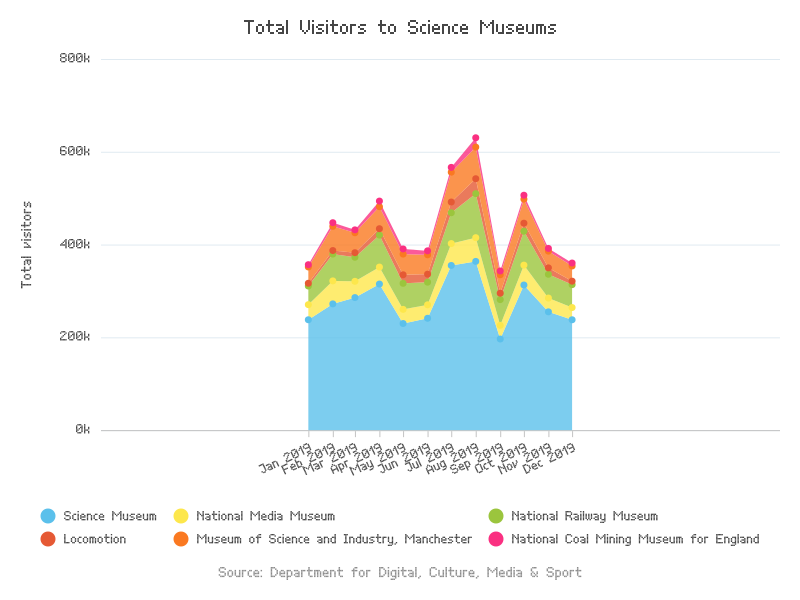 Total Visitors to Science Museums
800k
600k
400k
200k
0k
Total visitors
Jan 2019
Feb 2019
Mar 2019
Apr 2019
May 2019
Jun 2019
Jul 2019
Aug 2019
Sep 2019
Oct 2019
Nov 2019
Dec 2019
Science Museum
National Media Museum
National Railway Museum
Locomotion
Museum of Science and Industry, Manchester
National Coal Mining Museum for England
Source: Department for Digital, Culture, Media & Sport